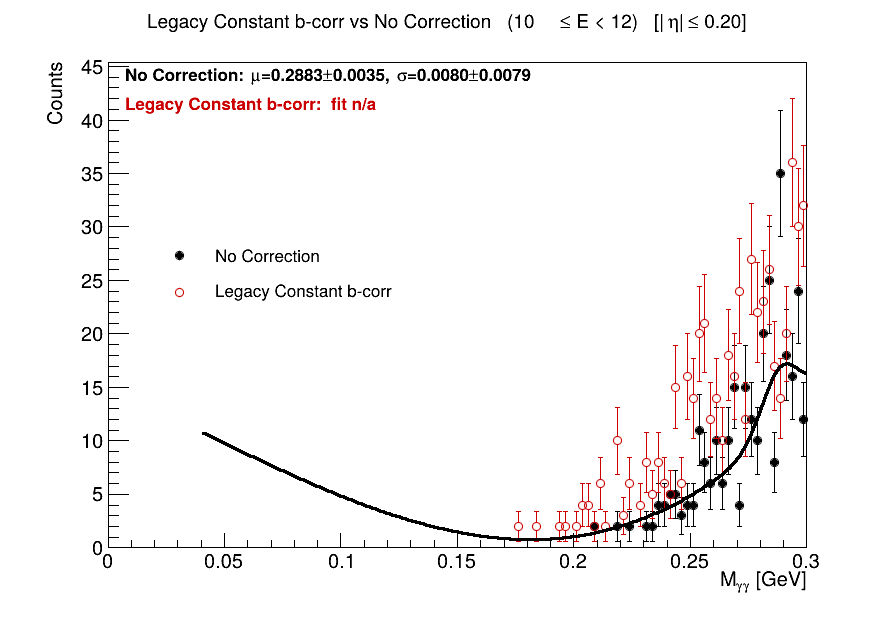 Legacy Constant b-corr vs No Correction (10 ≤ E < 12) [|η| ≤ 0.20]
No Correction: μ=0.2883±0.0035, σ=0.0080±0.0079
Legacy Constant b-corr: fit n/a
Counts
45
40
35
30
25
20
15
10
5
0
No Correction
Legacy Constant b-corr
0 0.05 0.1 0.15 0.2 0.25 0.3
Mγγ [GeV]